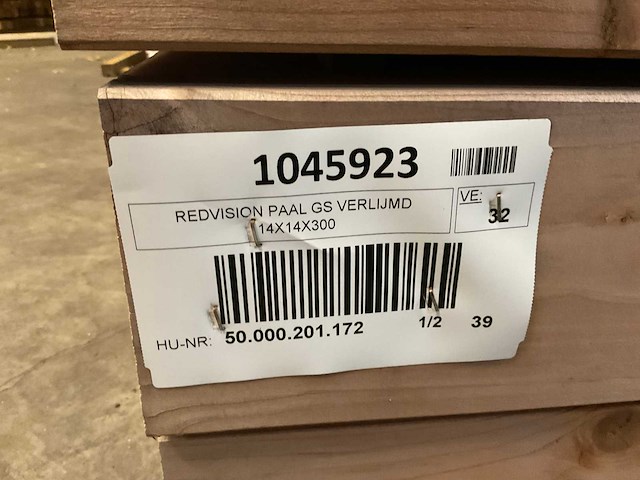 1045923
REDVISION PAAL GS VERLIJMD
14X14X300
VE:
32
HU-NR: 50.000.201.172 1/2 39